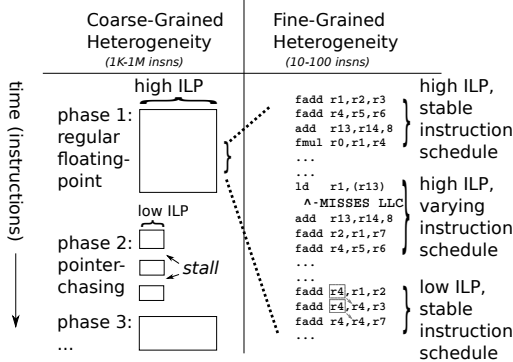 Coarse-Grained
Heterogeneity
(1K-1M insns)
Fine-Grained
Heterogeneity
(10-100 insns)
time (instructions)
high ILP
phase 1:
regular
floating-
point
low ILP
phase 2:
pointer-
chasing
stall
phase 3:
...
fadd r1,r2,r3
fadd r4,r5,r6
add r13,r14,8
fmul r0,r1,r4
...
...
ld r1,(r13)
^-MISSES LLC
add r13,r14,8
fadd r2,r1,r7
fadd r4,r5,r6
...
...
fadd r4,r1,r2
fadd r4,r4,r3
fadd r4,r4,r7
...
high ILP,
stable
instruction
schedule
high ILP,
varying
instruction
schedule
low ILP,
stable
instruction
schedule